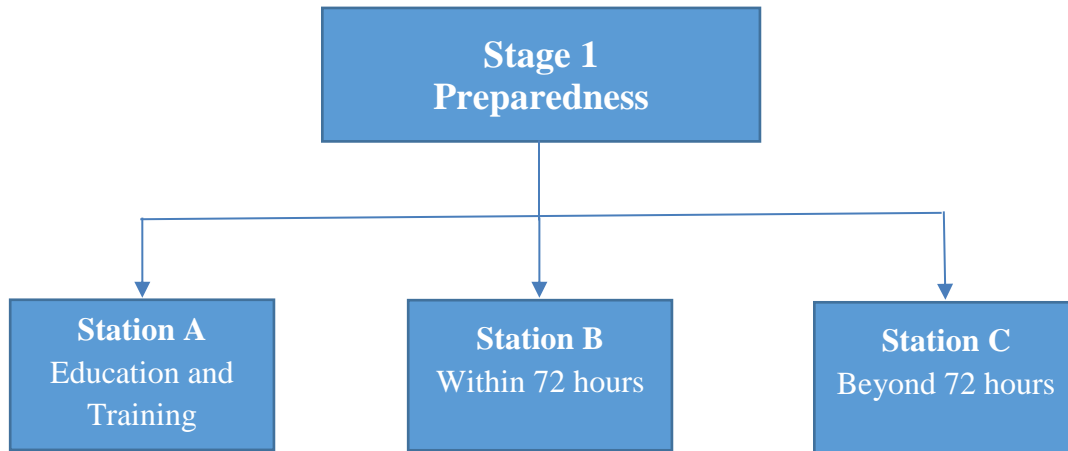 Stage 1
Preparedness
Station A
Education and
Training
Station B
Within 72 hours
Station C
Beyond 72 hours